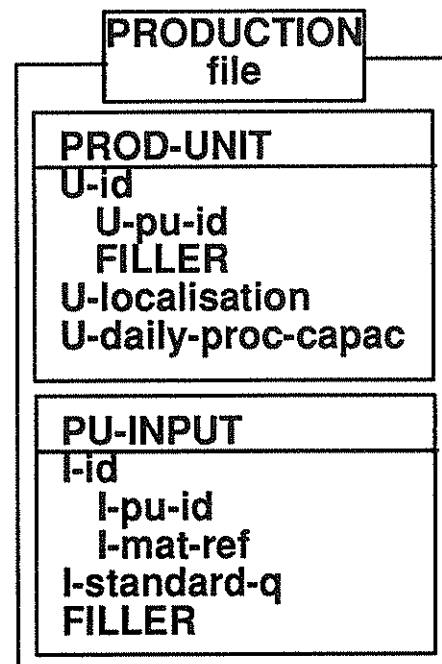 PRODUCTION
file
PROD-UNIT
U-id
U-pu-id
FILLER
U-localisation
U-daily-proc-capac
PU-INPUT
I-id
I-pu-id
I-mat-ref
I-standard-q
FILLER